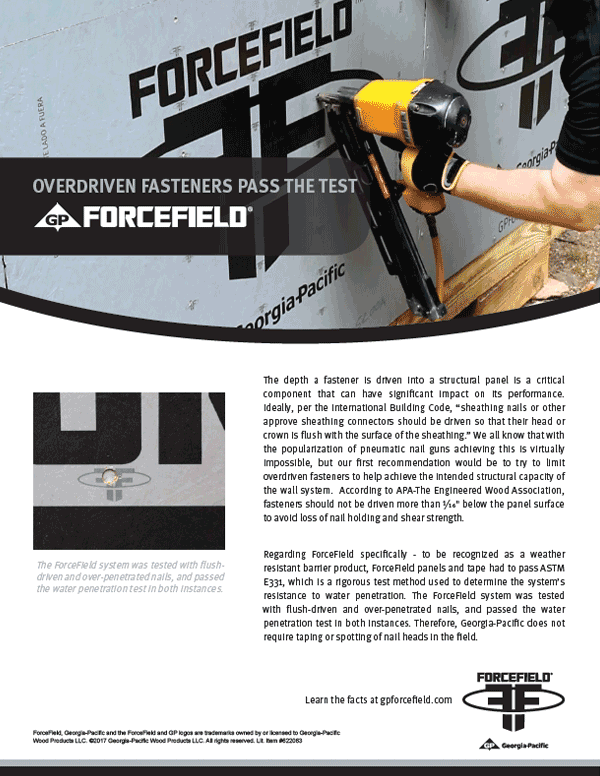 FORCEFIELD
E LADO A FUERA
Georgia-Pacific
OVERDRIVEN FASTENERS PASS THE TEST
GP FORCEFIELD®
Georgia-Pacific
The depth a fastener is driven into a structural panel is a critical
component that can have significant impact on its performance.
Ideally, per the International Building Code, “sheathing nails or other
approve sheathing connectors should be driven so that their head or
crown is flush with the surface of the sheathing.” We all know that with
the popularization of pneumatic nail guns achieving this is virtually
impossible, but our first recommendation would be to try to limit
overdriven fasteners to help achieve the intended structural capacity of
the wall system. According to APA-The Engineered Wood Association,
fasteners should not be driven more than 1/16" below the panel surface
to avoid loss of nail holding and shear strength.
The ForceField system was tested with flush-
driven and over-penetrated nails, and passed
the water penetration test in both instances.
Regarding ForceField specifically - to be recognized as a weather
resistant barrier product, ForceField panels and tape had to pass ASTM
E331, which is a rigorous test method used to determine the system's
resistance to water penetration. The ForceField system was tested
with flush-driven and over-penetrated nails, and passed the water
penetration test in both instances. Therefore, Georgia-Pacific does not
require taping or spotting of nail heads in the field.
Learn the facts at gpforcefield.com
FORCEFIELD®
GP Georgia-Pacific
ForceField, Georgia-Pacific and the ForceField and GP logos are trademarks owned by or licensed to Georgia-Pacific
Wood Products LLC. ©2017 Georgia-Pacific Wood Products LLC. All rights reserved. Lit. Item #622063